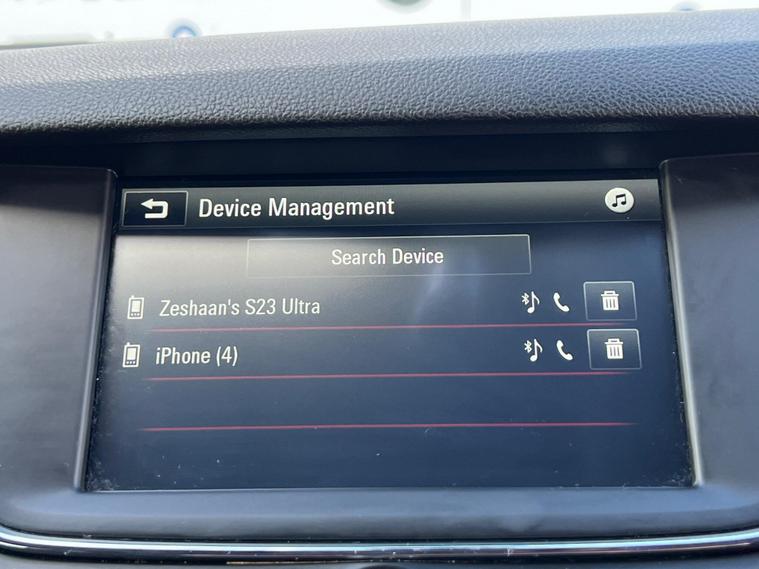 Device Management
Search Device
Zeshaan's S23 Ultra
iPhone (4)